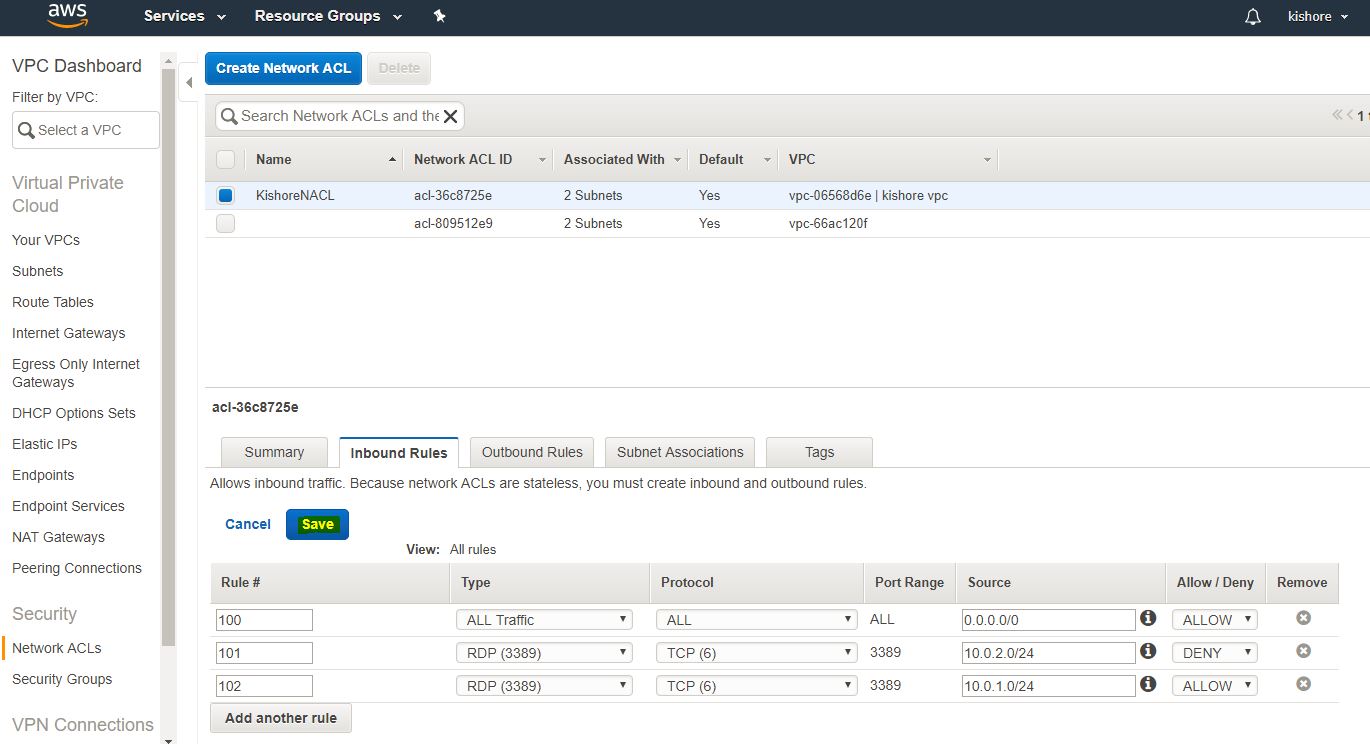 aws Services Resource Groups kishore
VPC Dashboard
Filter by VPC:
Select a VPC
Virtual Private
Cloud
Your VPCs
Subnets
Route Tables
Internet Gateways
Egress Only Internet
Gateways
DHCP Options Sets
Elastic IPs
Endpoints
Endpoint Services
NAT Gateways
Peering Connections
Security
Network ACLs
Security Groups
VPN Connections
Create Network ACL Delete
Search Network ACLs and the 1
Name Network ACL ID Associated With Default VPC
KishoreNACL acl-36c8725e 2 Subnets Yes vpc-06568d6e | kishore vpc
acl-809512e9 2 Subnets Yes vpc-66ac120f
acl-36c8725e
Summary Inbound Rules Outbound Rules Subnet Associations Tags
Allows inbound traffic. Because network ACLs are stateless, you must create inbound and outbound rules.
Cancel Save
View: All rules
Rule # Type Protocol Port Range Source Allow / Deny Remove
100 ALL Traffic ALL ALL 0.0.0.0/0 ALLOW
101 RDP (3389) TCP (6) 3389 10.0.2.0/24 DENY
102 RDP (3389) TCP (6) 3389 10.0.1.0/24 ALLOW
Add another rule